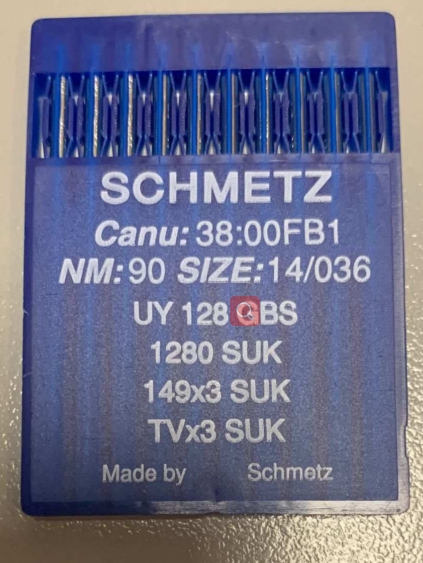 SCHMETZ
Canu: 38:00FB1
NM: 90 SIZE: 14/036
UY 128 GBS
1280 SUK
149x3 SUK
TVx3 SUK
Made by Schmetz